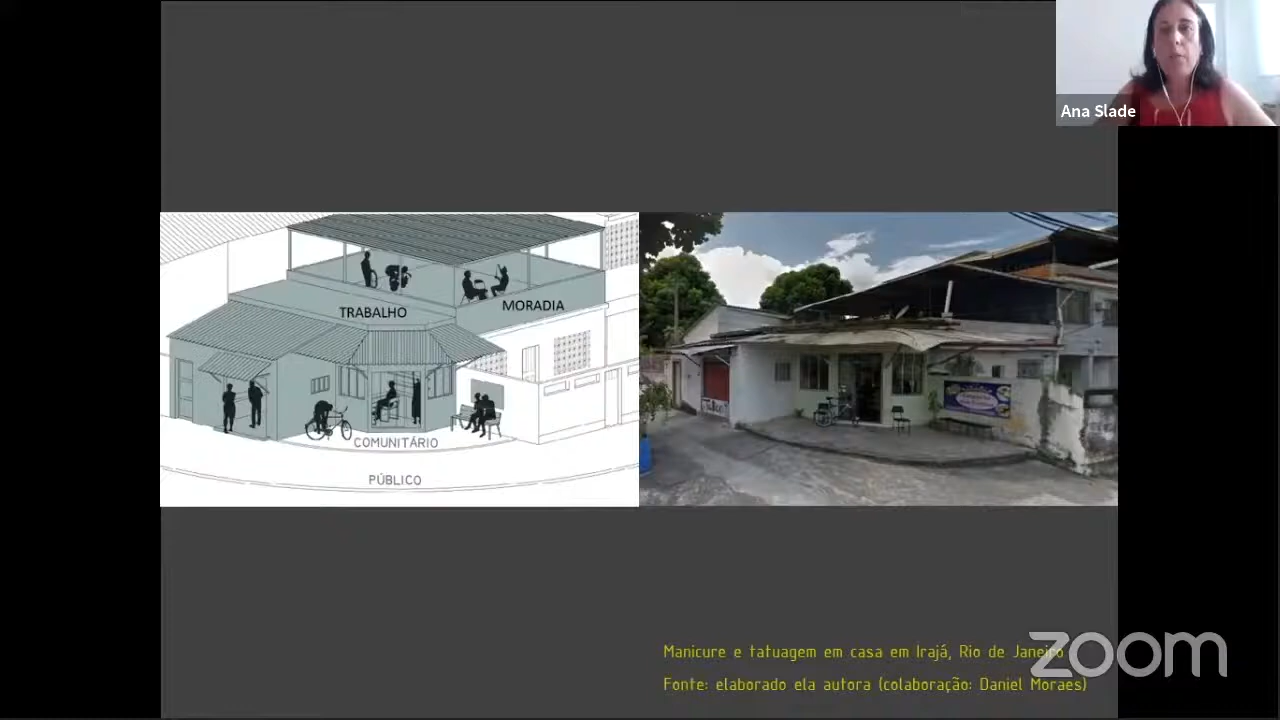 Ana Slade
TRABALHO
MORADIA
COMUNITÁRIO
PÚBLICO
Manicure e tatuagem em casa em Irajá, Rio de Janeiro
Fonte: elaborado ela autora (colaboração: Daniel Moraes)
zoom